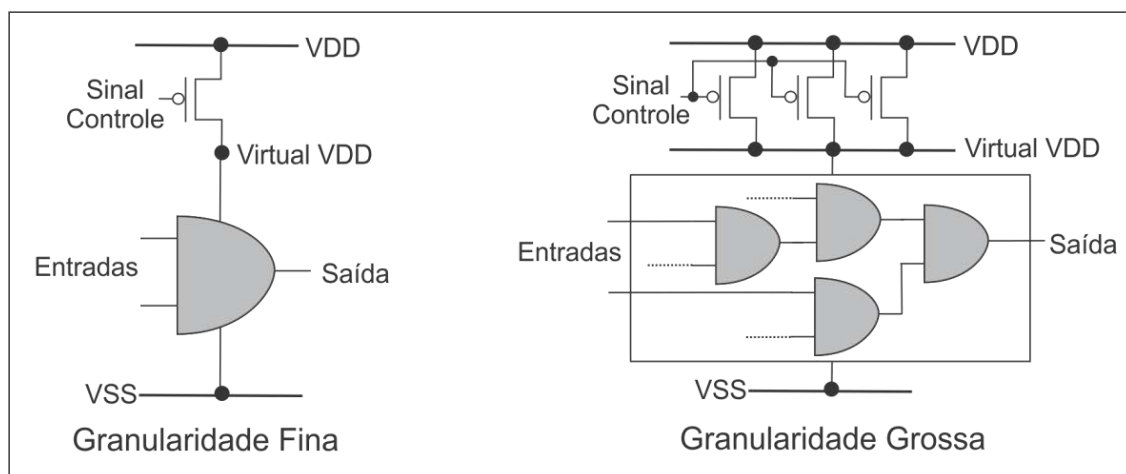 VDD
Sinal
Controle
Virtual VDD
Entradas
Saída
VSS
Granularidade Fina
VDD
Sinal
Controle
Virtual VDD
Entradas
Saída
VSS
Granularidade Grossa